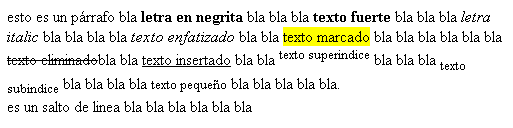 esto es un párrafo bla letra en negrita bla bla bla texto fuerte bla bla bla letra
italic bla bla bla bla texto enfatizado bla bla texto marcado bla bla bla bla bla bla
texto eliminadobla bla texto insertado bla bla texto superindice bla bla bla texto
subindice bla bla bla bla texto pequeño bla bla bla bla bla.
es un salto de linea bla bla bla bla bla bla